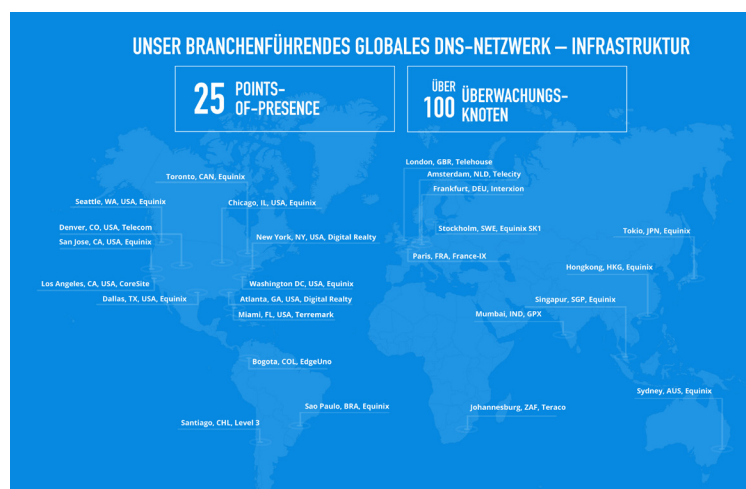 UNSER BRANCHENFÜHRENDES GLOBALES DNS-NETZWERK – INFRASTRUKTUR
25 POINTS-
OF-PRESENCE
ÜBER
100 ÜBERWACHUNGS-
KNOTEN
London, GBR, Telehouse
Amsterdam, NLD, Telecity
Frankfurt, DEU, Interxion
Toronto, CAN, Equinix
Seattle, WA, USA, Equinix
Chicago, IL, USA, Equinix
Denver, CO, USA, Telecom
San Jose, CA, USA, Equinix
New York, NY, USA, Digital Realty
Stockholm, SWE, Equinix SK1
Tokio, JPN, Equinix
Paris, FRA, France-IX
Hongkong, HKG, Equinix
Los Angeles, CA, USA, CoreSite
Washington DC, USA, Equinix
Dallas, TX, USA, Equinix
Atlanta, GA, USA, Digital Realty
Singapur, SGP, Equinix
Miami, FL, USA, Terremark
Mumbai, IND, GPX
Bogota, COL, EdgeUno
Sydney, AUS, Equinix
Sao Paulo, BRA, Equinix
Johannesburg, ZAF, Teraco
Santiago, CHL, Level 3